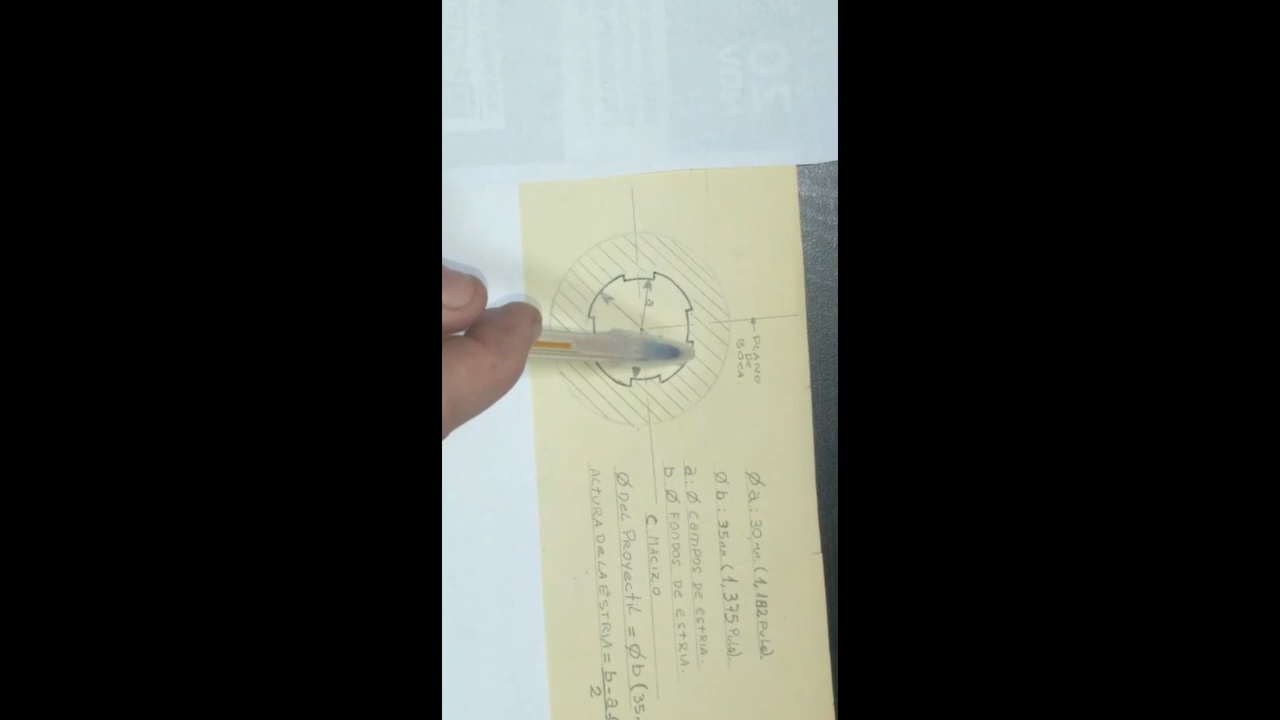 ← PLANO
DE
BOCA
a
Ø a : 30 mm (1,182 Pulg).
Ø b : 35 mm (1,375 Pulg).
a: Ø CAMPOS DE ESTRIA.
b: Ø FONDOS DE ESTRIA.
C: MACIZO
Ø DEL PROYECTIL = Ø b (35
ALTURA DE LA ESTRIA = b - a
2